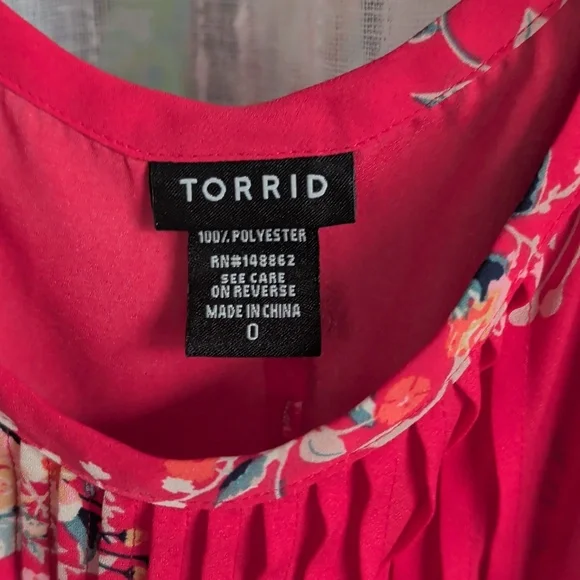 TORRID
100% POLYESTER
RN#148862
SEE CARE
ON REVERSE
MADE IN CHINA
0